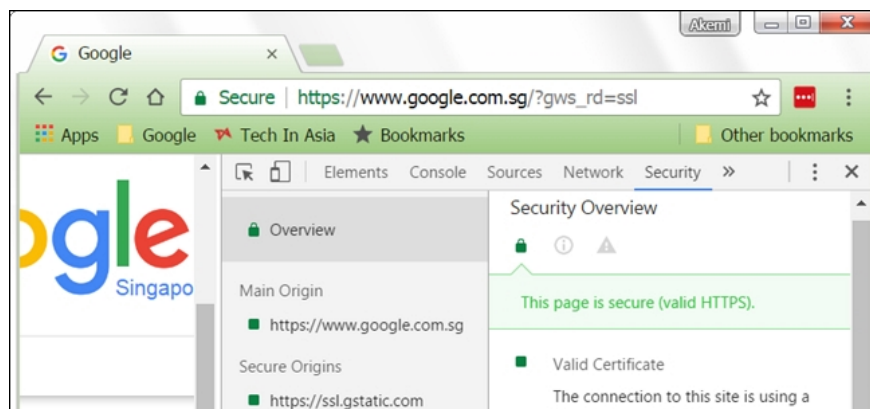 Akemi
Google
Secure https://www.google.com.sg/?gws_rd=ssl
Apps Google Tech In Asia Bookmarks Other bookmarks
Elements Console Sources Network Security »
ogle
Singapo
Overview
Main Origin
https://www.google.com.sg
Secure Origins
https://ssl.gstatic.com
Security Overview
This page is secure (valid HTTPS).
Valid Certificate
The connection to this site is using a